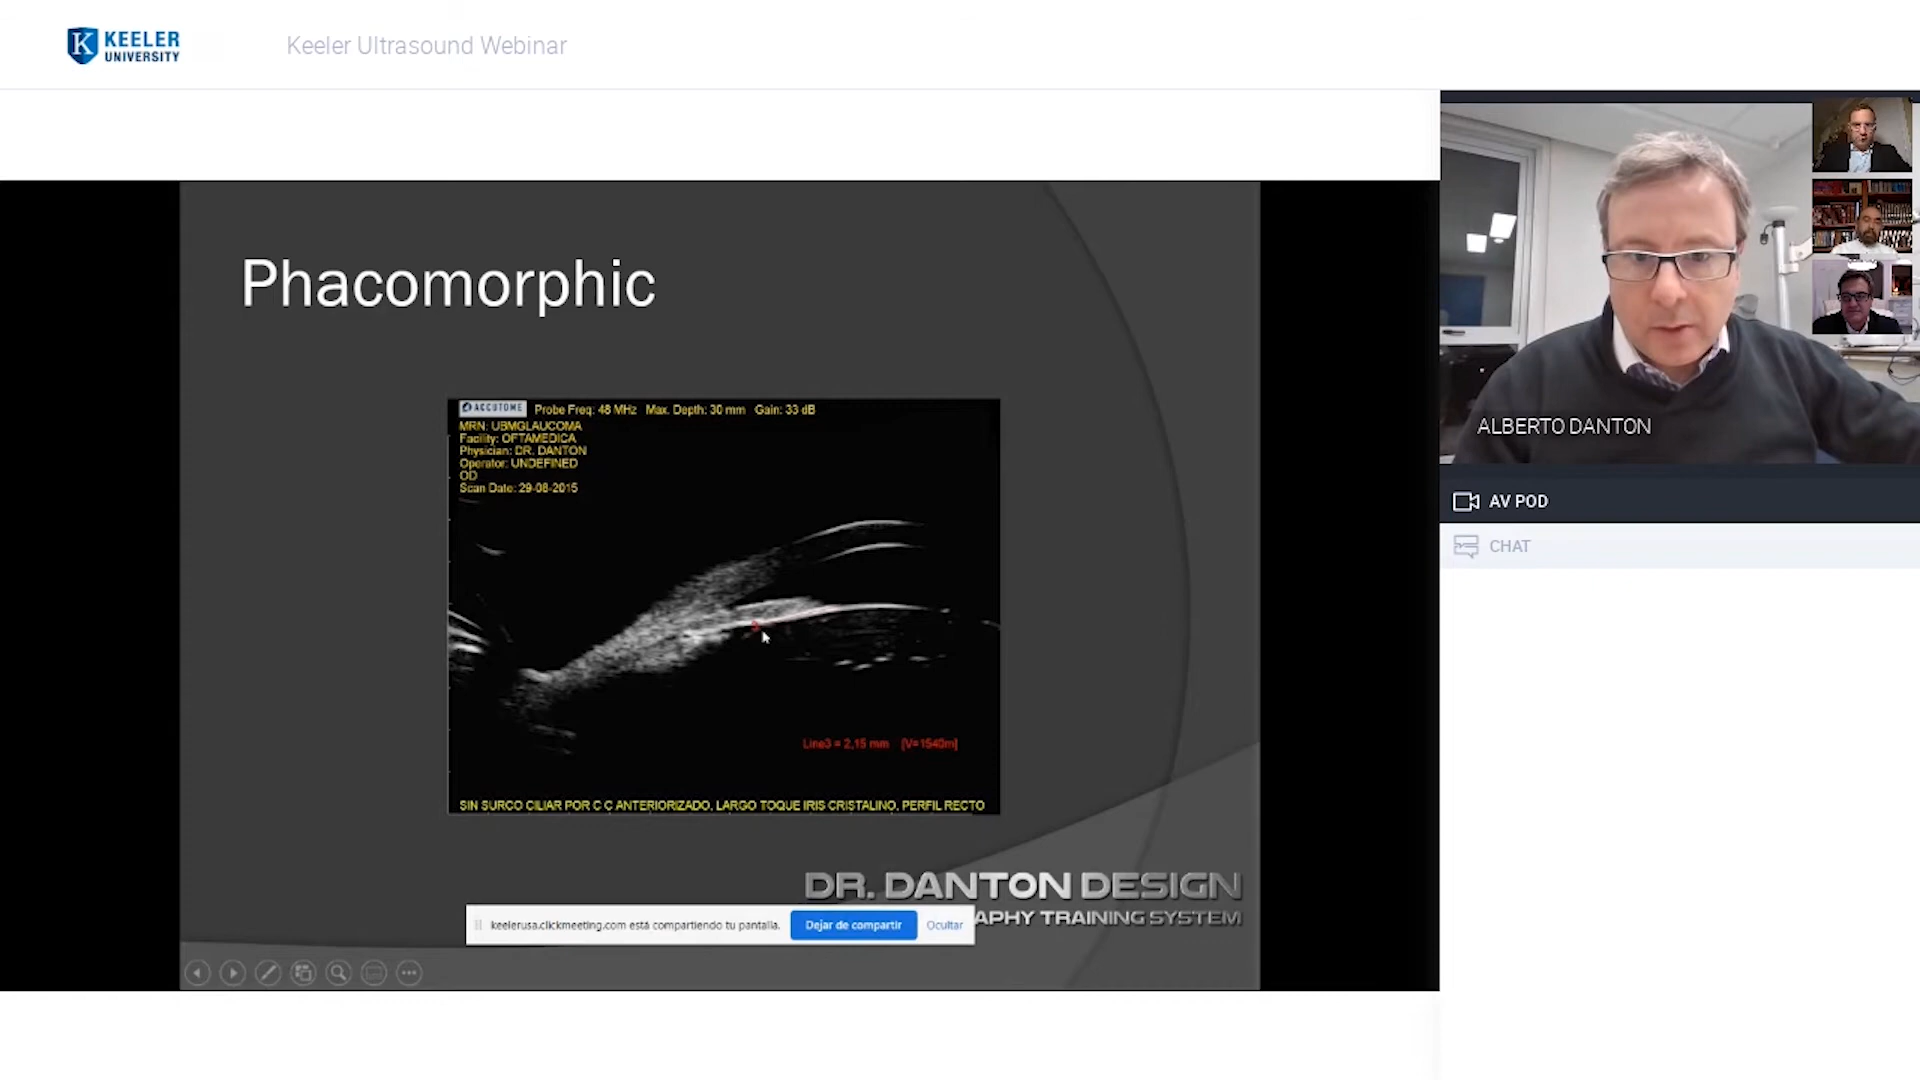 KEELER
UNIVERSITY
Keeler Ultrasound Webinar
Phacomorphic
ACCUTOME Probe Freq: 48 MHz Max. Depth: 30 mm Gain: 33 dB
MRN: UBMGLAUCOMA
Facility: OFTAMEDICA
Physician: DR. DANTON
Operator: UNDEFINED
OD
Scan Date: 29-08-2015
Line3 = 2,15 mm (V=1540m)
SIN SURCO CILIAR POR C C ANTERIORIZADO, LARGO TOQUE IRIS CRISTALINO, PERFIL RECTO
DR. DANTON DESIGN
APHY TRAINING SYSTEM
keelerusa.clickmeeting.com está compartiendo tu pantalla. Dejar de compartir Ocultar
ALBERTO DANTON
AV POD
CHAT